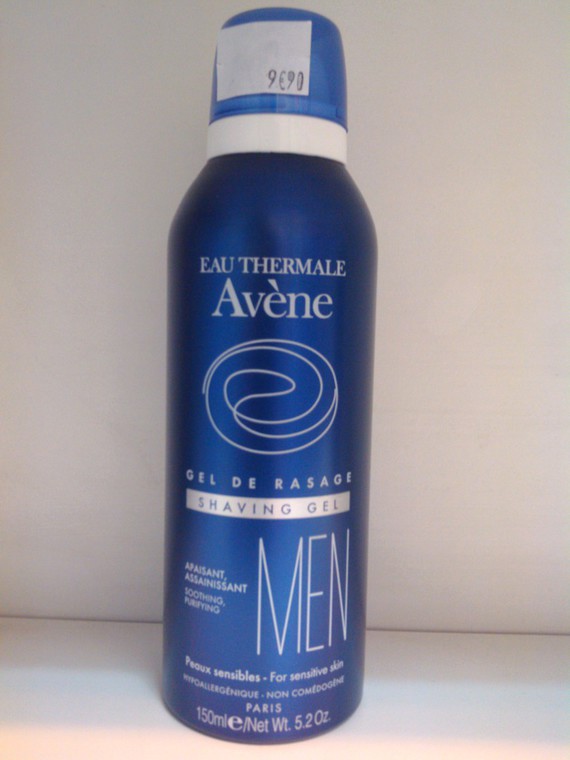 9€90
EAU THERMALE
Avène
GEL DE RASAGE
SHAVING GEL
MEN
APAISANT,
ASSAINISSANT
SOOTHING,
PURIFYING
Peaux sensibles - For sensitive skin
HYPOALLERGÉNIQUE - NON COMÉDOGÈNE
PARIS
150ml℮/Net Wt. 5.2 Oz.